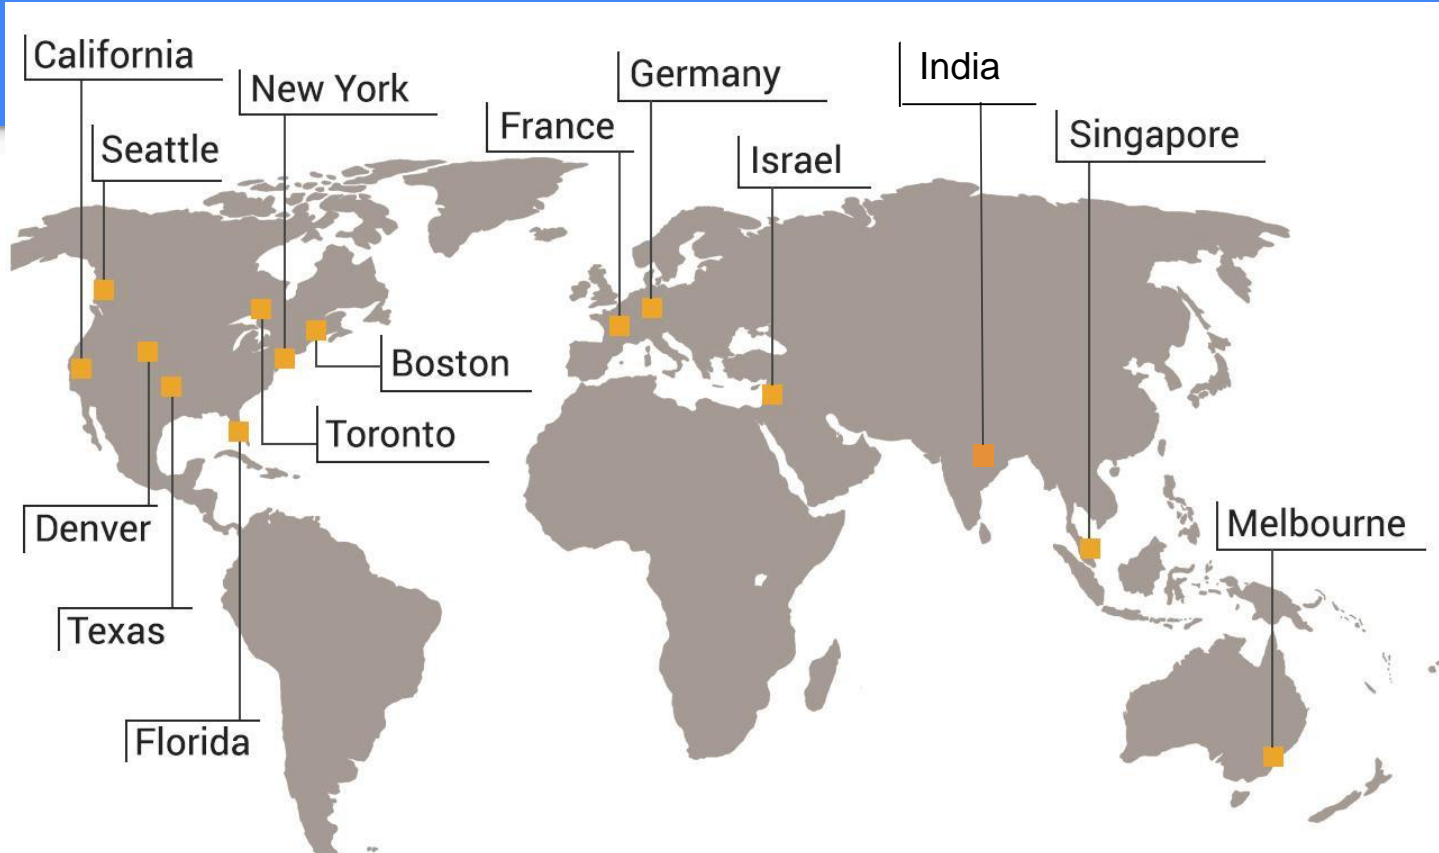 California
New York
Germany
India
France
Singapore
Seattle
Israel
Boston
Toronto
Denver
Melbourne
Texas
Florida